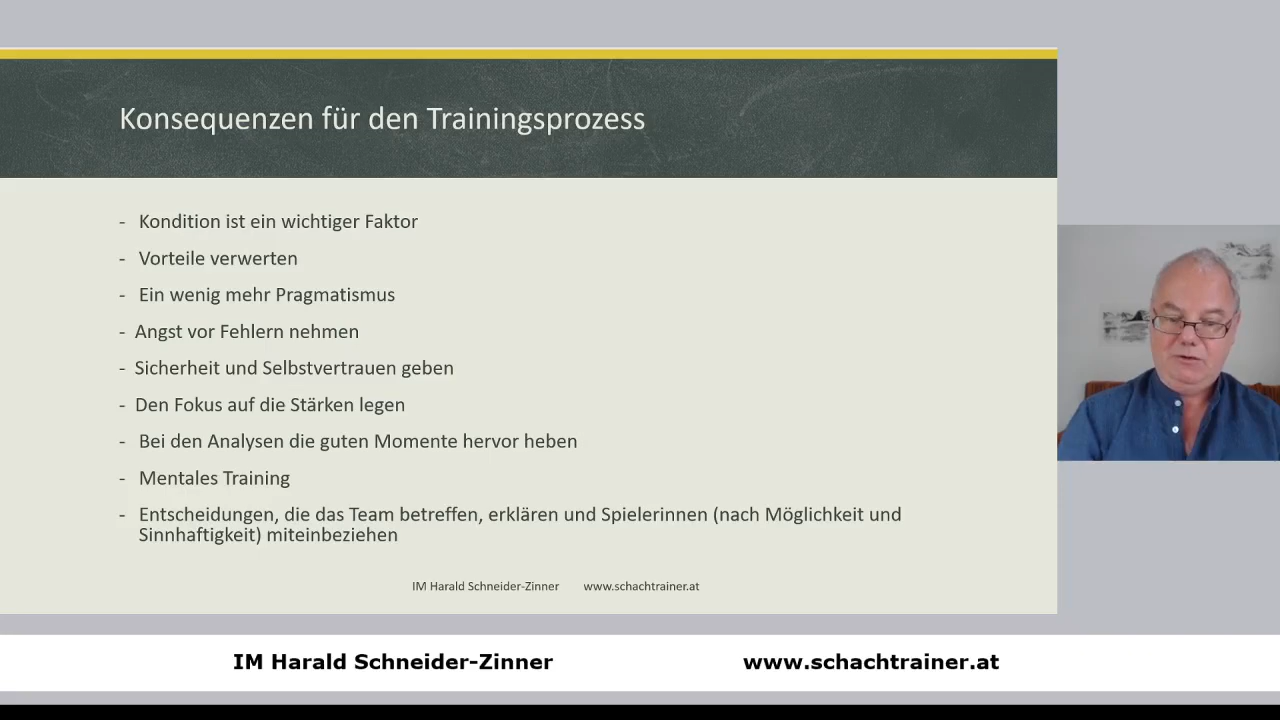 Konsequenzen für den Trainingsprozess
- Kondition ist ein wichtiger Faktor
- Vorteile verwerten
- Ein wenig mehr Pragmatismus
- Angst vor Fehlern nehmen
- Sicherheit und Selbstvertrauen geben
- Den Fokus auf die Stärken legen
- Bei den Analysen die guten Momente hervor heben
- Mentales Training
- Entscheidungen, die das Team betreffen, erklären und Spielerinnen (nach Möglichkeit und
Sinnhaftigkeit) miteinbeziehen
IM Harald Schneider-Zinner www.schachtrainer.at
IM Harald Schneider-Zinner www.schachtrainer.at